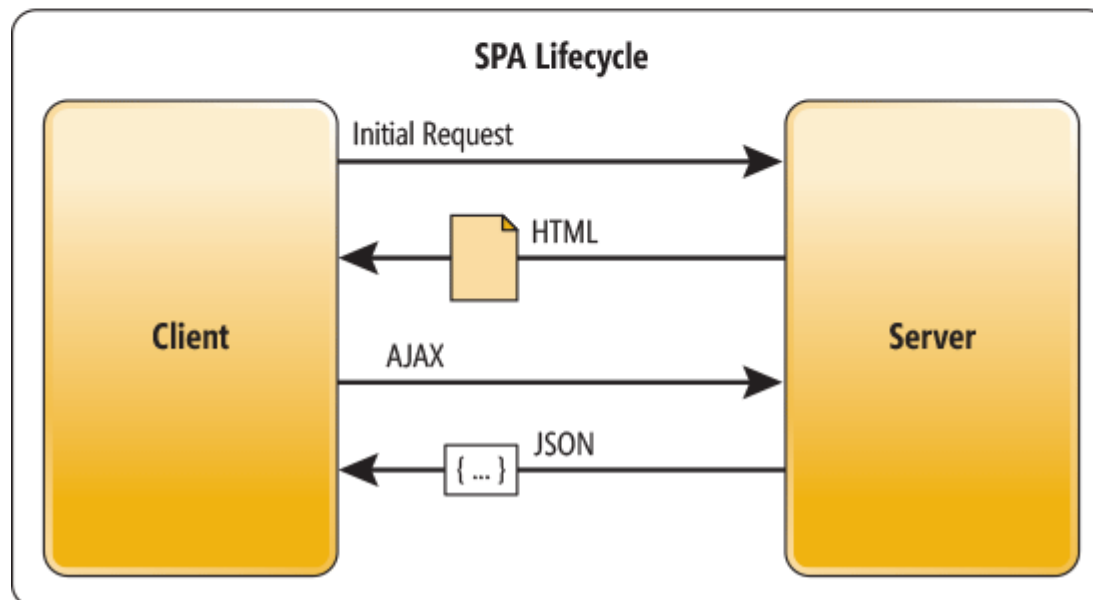 SPA Lifecycle
Initial Request
HTML
Client
Server
AJAX
JSON
{ ... }